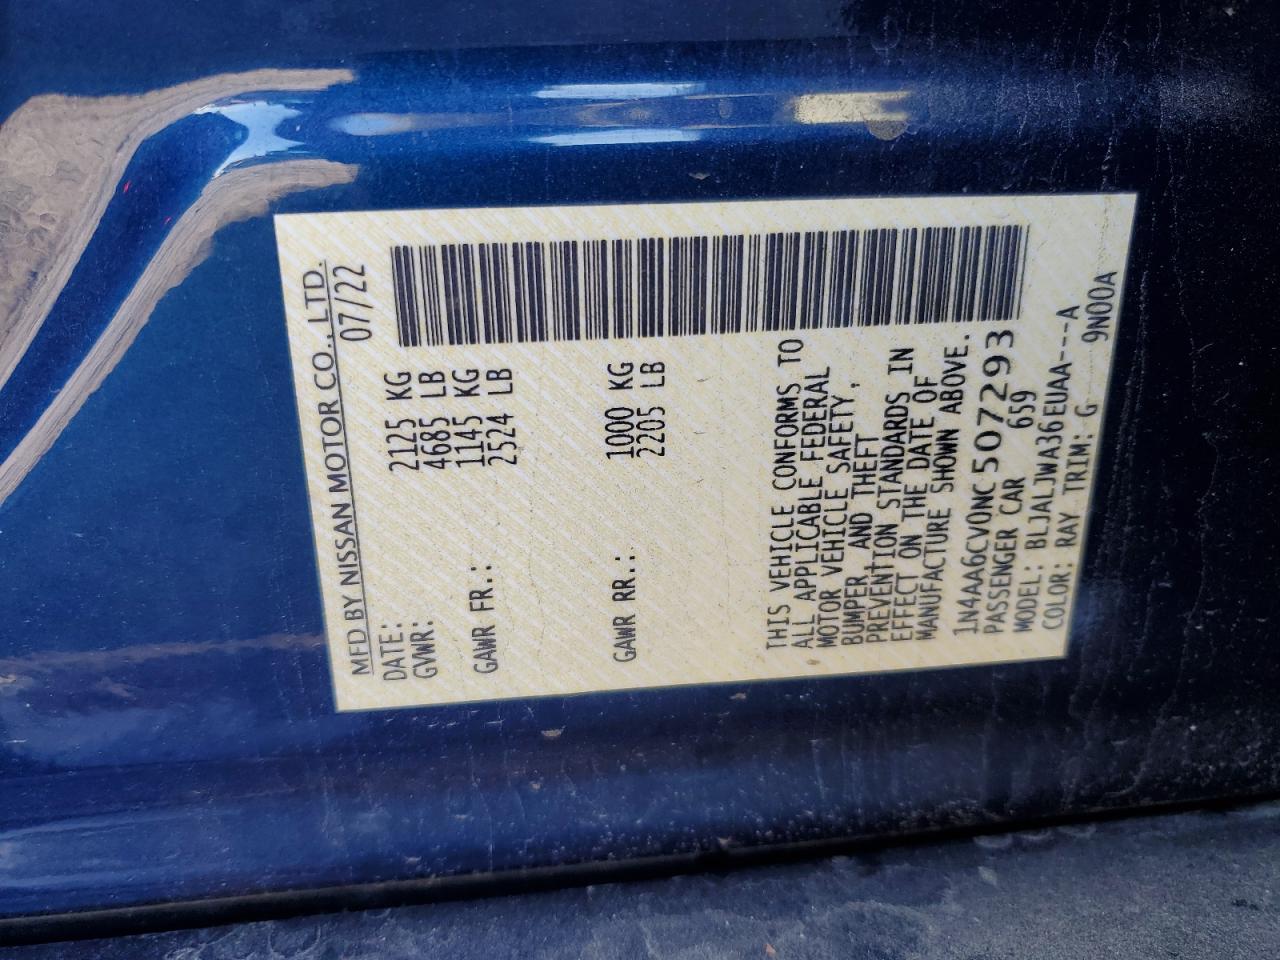 MFD BY NISSAN MOTOR CO., LTD.
DATE: 07/22
GVWR: 2125 KG
4685 LB
GAWR FR.: 1145 KG
2524 LB
GAWR RR.: 1000 KG
2205 LB
THIS VEHICLE CONFORMS TO
ALL APPLICABLE FEDERAL
MOTOR VEHICLE SAFETY,
BUMPER AND THEFT
PREVENTION STANDARDS IN
EFFECT ON THE DATE OF
MANUFACTURE SHOWN ABOVE.
1N4AA6CV0NC507293
PASSENGER CAR 659
MODEL: BLJALJWA36EUAA---A
COLOR: RAY TRIM: G 9N00A